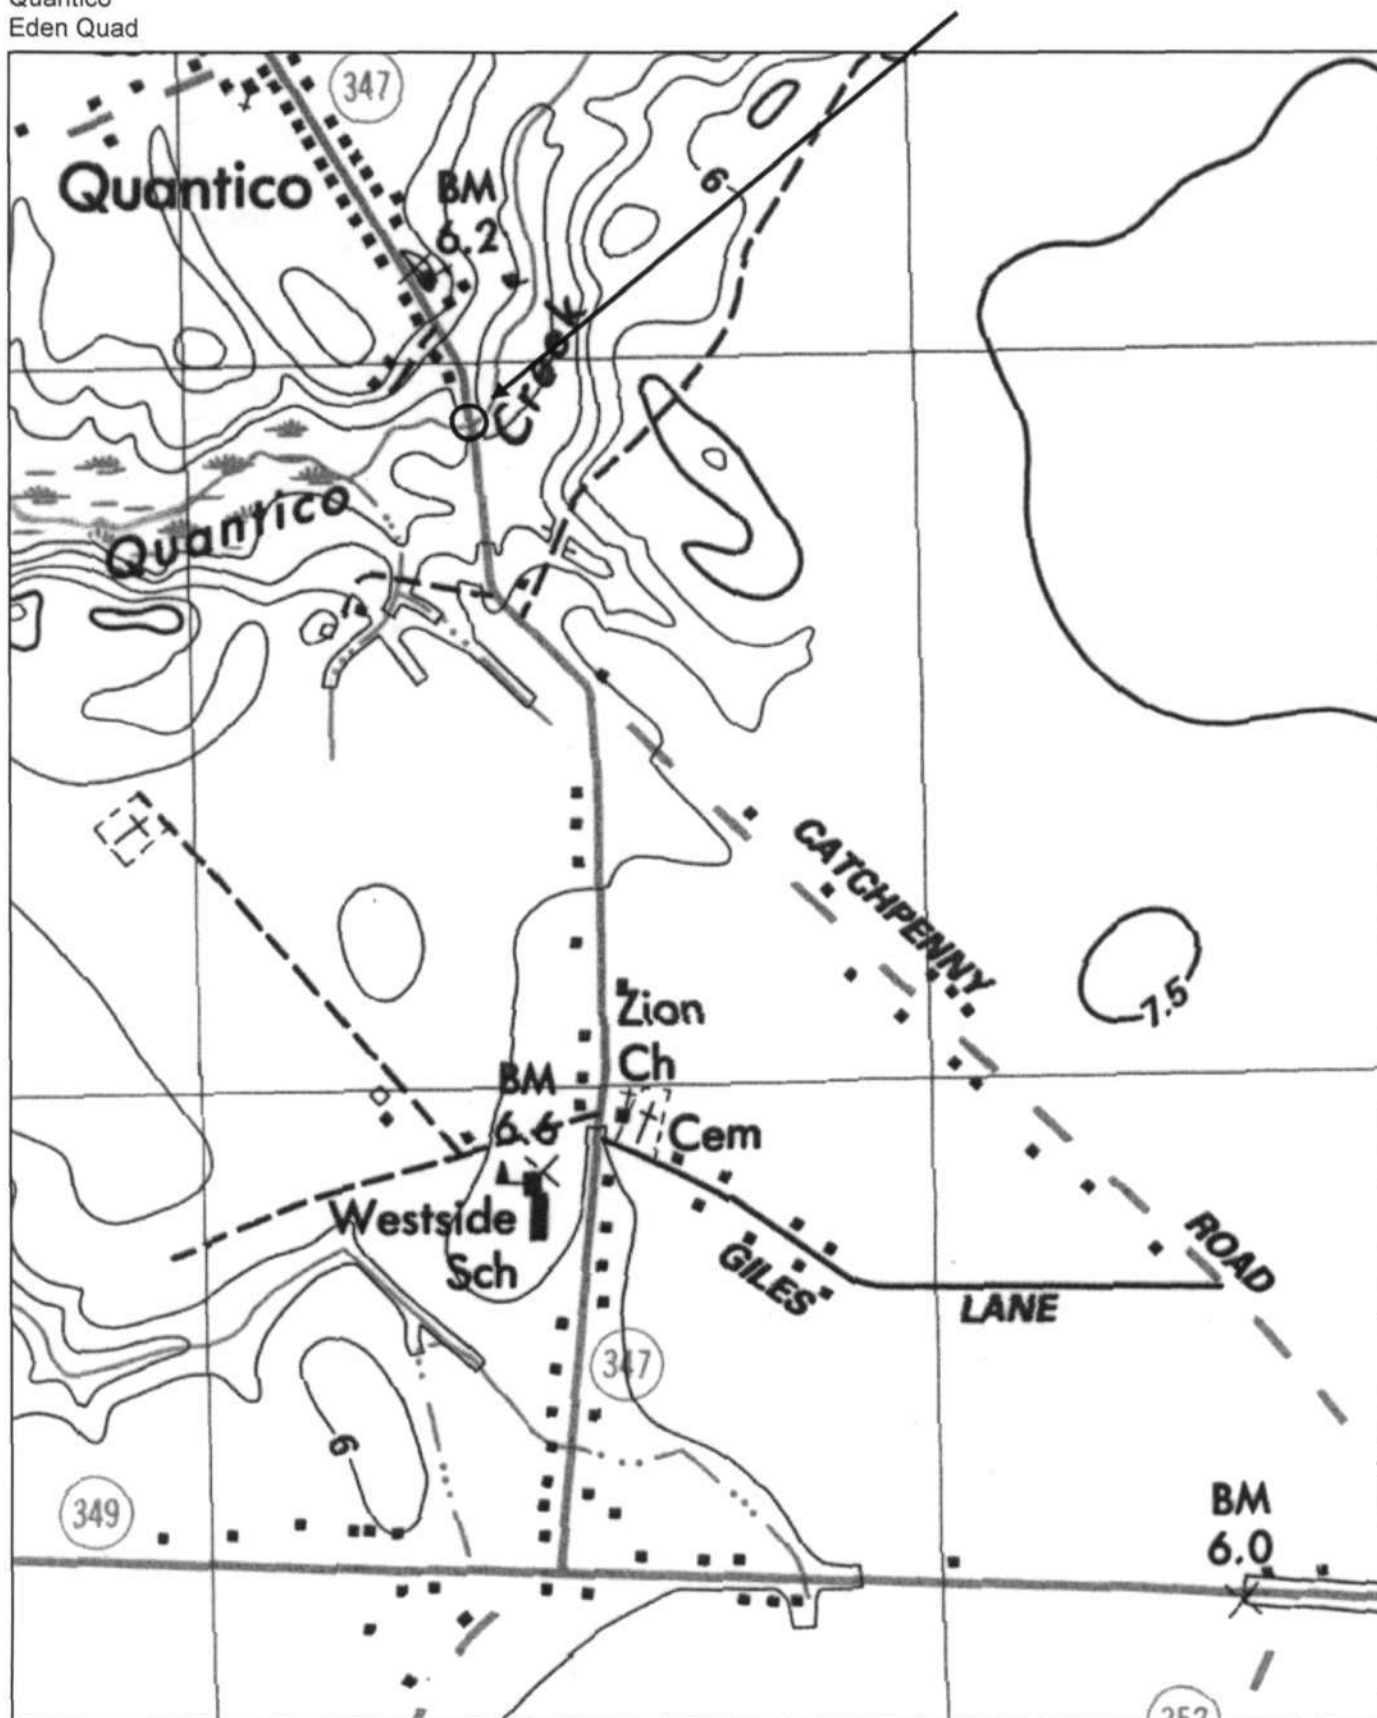 Quantico
Eden Quad
347
Quantico
BM
6.2
6
Creek
Quantico
CATCHPENNY
7.5
Zion
Ch
BM
6.6
Cem
Westside
Sch
GILES
LANE
ROAD
347
6
349
BM
6.0